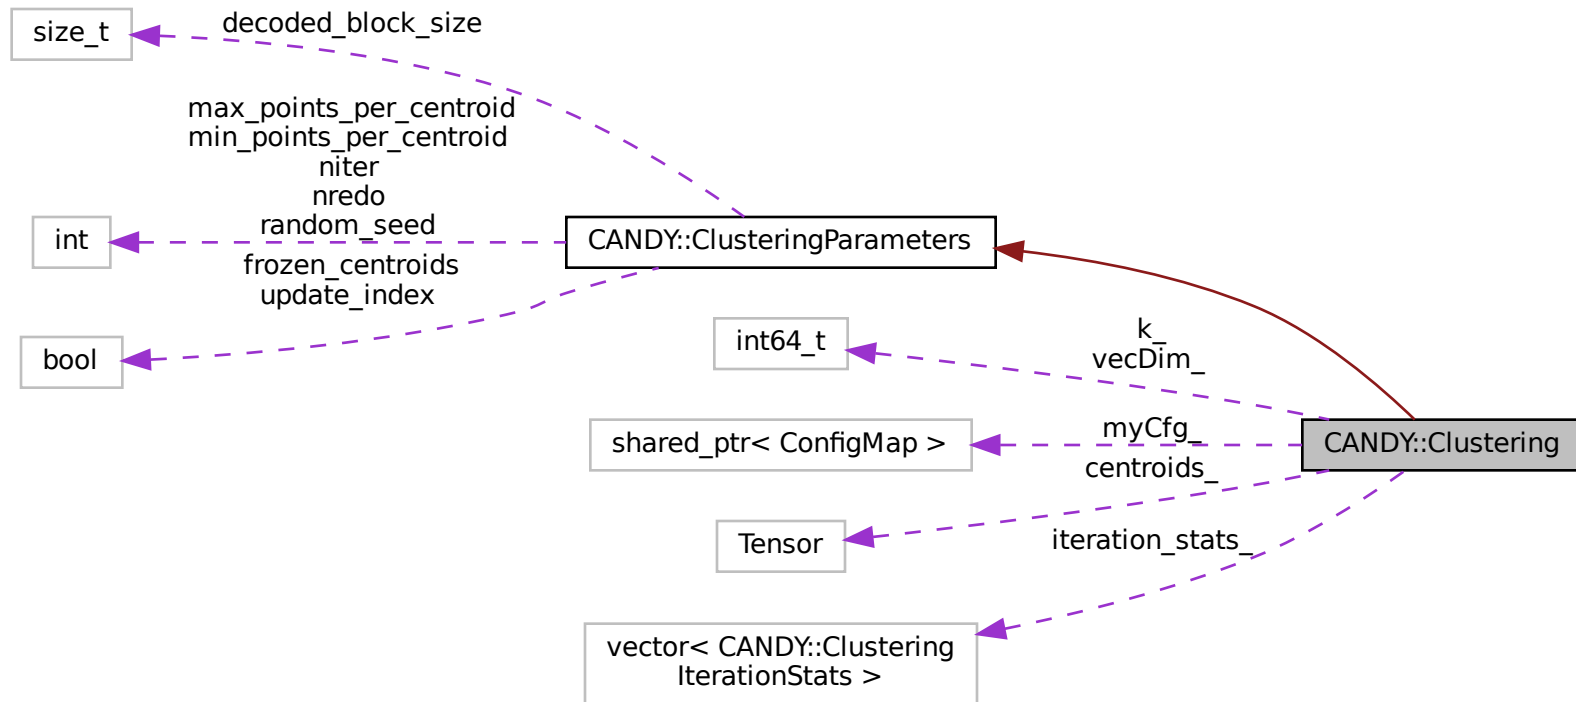 size_t
decoded_block_size
max_points_per_centroid
min_points_per_centroid
niter
nredo
random_seed
int
CANDY::ClusteringParameters
frozen_centroids
update_index
bool
int64_t
k_
vecDim_
shared_ptr< ConfigMap >
myCfg_
CANDY::Clustering
centroids_
Tensor
iteration_stats_
vector< CANDY::Clustering
IterationStats >